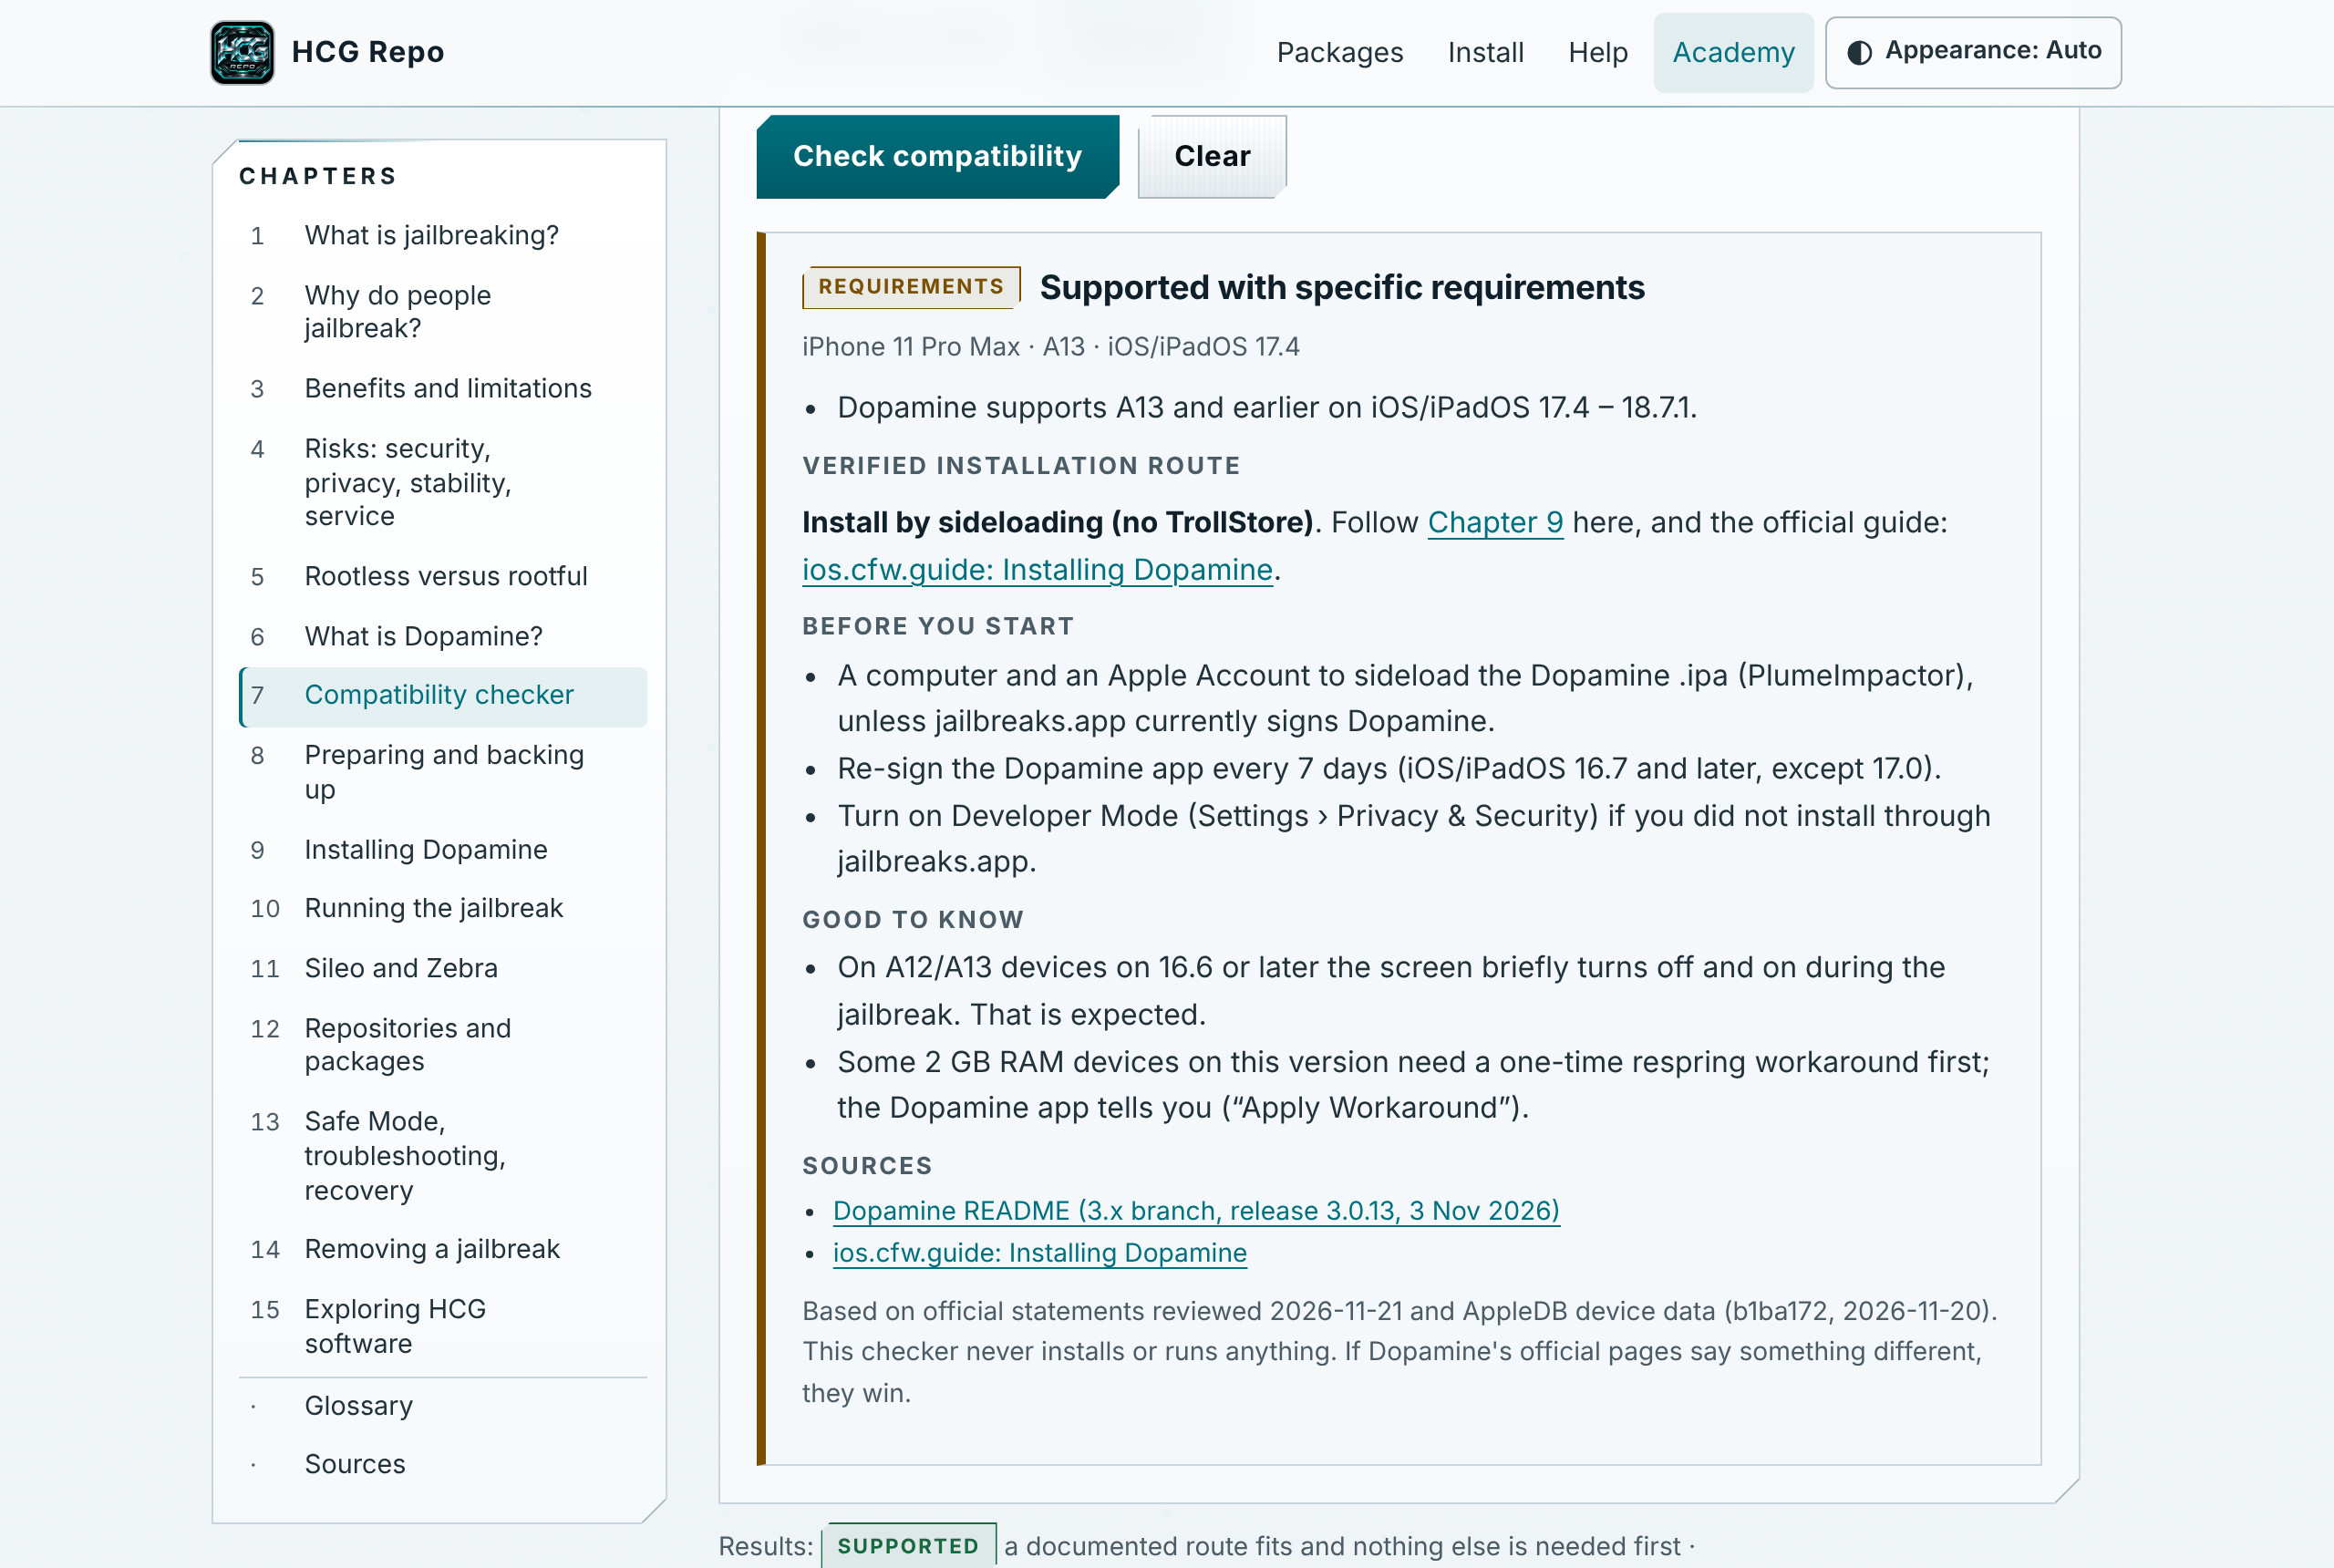 HCG REPO
HCG Repo
Packages
Install
Help
Academy
Appearance: Auto
CHAPTERS
1 What is jailbreaking?
2 Why do people
jailbreak?
3 Benefits and limitations
4 Risks: security,
privacy, stability,
service
5 Rootless versus rootful
6 What is Dopamine?
7 Compatibility checker
8 Preparing and backing
up
9 Installing Dopamine
10 Running the jailbreak
11 Sileo and Zebra
12 Repositories and
packages
13 Safe Mode,
troubleshooting,
recovery
14 Removing a jailbreak
15 Exploring HCG
software
· Glossary
· Sources
Check compatibility
Clear
REQUIREMENTS Supported with specific requirements
iPhone 11 Pro Max · A13 · iOS/iPadOS 17.4
• Dopamine supports A13 and earlier on iOS/iPadOS 17.4 – 18.7.1.
VERIFIED INSTALLATION ROUTE
Install by sideloading (no TrollStore). Follow Chapter 9 here, and the official guide:
ios.cfw.guide: Installing Dopamine.
BEFORE YOU START
• A computer and an Apple Account to sideload the Dopamine .ipa (PlumeImpactor),
unless jailbreaks.app currently signs Dopamine.
• Re-sign the Dopamine app every 7 days (iOS/iPadOS 16.7 and later, except 17.0).
• Turn on Developer Mode (Settings › Privacy & Security) if you did not install through
jailbreaks.app.
GOOD TO KNOW
• On A12/A13 devices on 16.6 or later the screen briefly turns off and on during the
jailbreak. That is expected.
• Some 2 GB RAM devices on this version need a one-time respring workaround first;
the Dopamine app tells you (“Apply Workaround”).
SOURCES
• Dopamine README (3.x branch, release 3.0.13, 3 Nov 2026)
• ios.cfw.guide: Installing Dopamine
Based on official statements reviewed 2026-11-21 and AppleDB device data (b1ba172, 2026-11-20).
This checker never installs or runs anything. If Dopamine's official pages say something different,
they win.
Results: SUPPORTED a documented route fits and nothing else is needed first ·